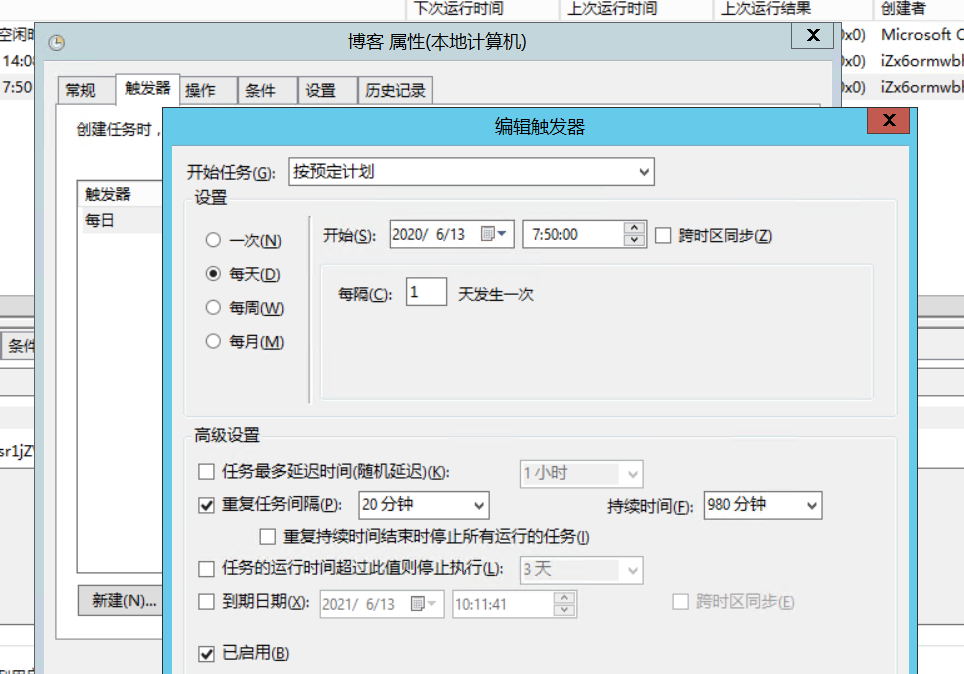 下次运行时间 上次运行时间 上次运行结果 创建者
空闲时 博客 属性(本地计算机) X 0x0) Microsoft C
14:08 0x0) iZx6ormwbh
7:50 0x0) iZx6ormwbh
常规 触发器 操作 条件 设置 历史记录
创建任务时，
编辑触发器 X
开始任务(G): 按预定计划
设置
触发器
每日
一次(N) 开始(S): 2020/ 6/13 7:50:00 跨时区同步(Z)
每天(D)
每隔(C): 1 天发生一次
每周(W)
每月(M)
条件
高级设置
sr1jZ
任务最多延迟时间(随机延迟)(K): 1 小时
重复任务间隔(P): 20 分钟 持续时间(F): 980 分钟
重复持续时间结束时停止所有运行的任务(I)
任务的运行时间超过此值则停止执行(L): 3 天
新建(N)...
到期日期(X): 2021/ 6/13 10:11:41 跨时区同步(E)
已启用(B)